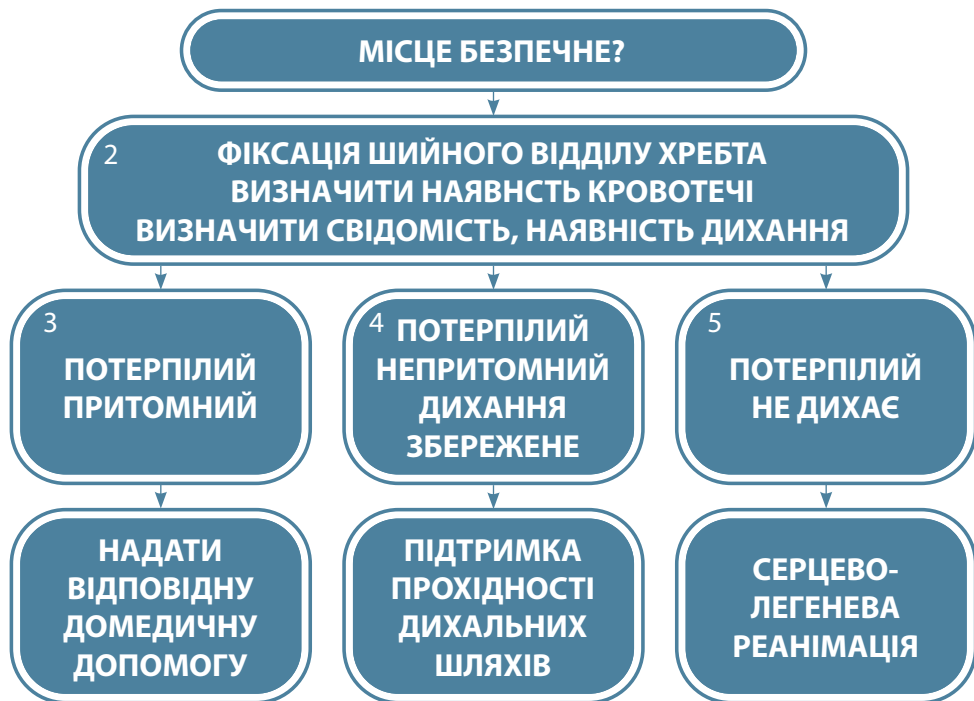 МІСЦЕ БЕЗПЕЧНЕ?
2
ФІКСАЦІЯ ШИЙНОГО ВІДДІЛУ ХРЕБТА
ВИЗНАЧИТИ НАЯВНСТЬ КРОВОТЕЧІ
ВИЗНАЧИТИ СВІДОМІСТЬ, НАЯВНІСТЬ ДИХАННЯ
3
ПОТЕРПІЛИЙ
ПРИТОМНИЙ
4
ПОТЕРПІЛИЙ
НЕПРИТОМНИЙ
ДИХАННЯ
ЗБЕРЕЖЕНЕ
5
ПОТЕРПІЛИЙ
НЕ ДИХАЄ
НАДАТИ
ВІДПОВІДНУ
ДОМЕДИЧНУ
ДОПОМОГУ
ПІДТРИМКА
ПРОХІДНОСТІ
ДИХАЛЬНИХ
ШЛЯХІВ
СЕРЦЕВО-
ЛЕГЕНЕВА
РЕАНІМАЦІЯ